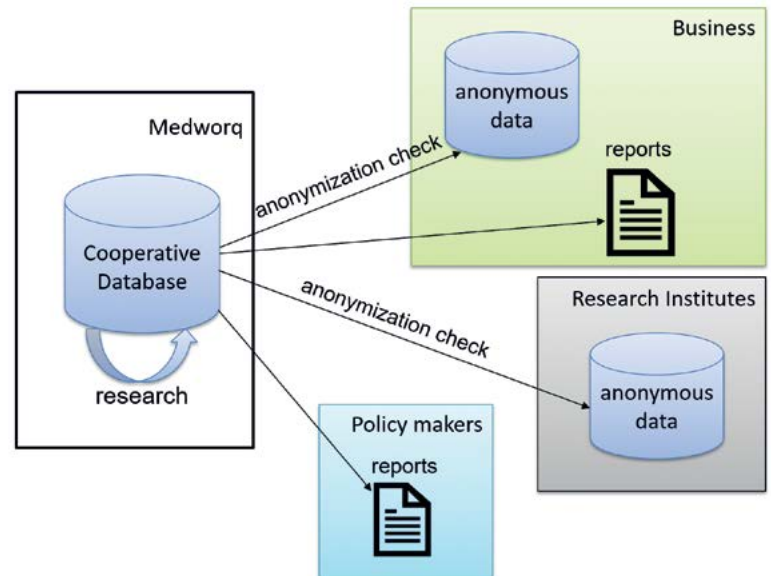 Medworq
Cooperative
Database
research
anonymization check
anonymization check
Business
anonymous
data
reports
Research Institutes
anonymous
data
Policy makers
reports